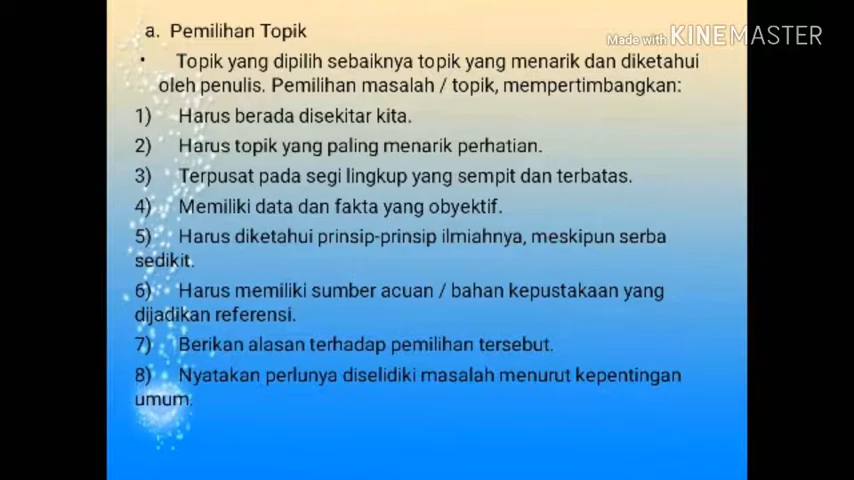 a. Pemilihan Topik
Made with KINEMASTER
• Topik yang dipilih sebaiknya topik yang menarik dan diketahui
oleh penulis. Pemilihan masalah / topik, mempertimbangkan:
1) Harus berada disekitar kita.
2) Harus topik yang paling menarik perhatian.
3) Terpusat pada segi lingkup yang sempit dan terbatas.
4) Memiliki data dan fakta yang obyektif.
5) Harus diketahui prinsip-prinsip ilmiahnya, meskipun serba
sedikit.
6) Harus memiliki sumber acuan / bahan kepustakaan yang
dijadikan referensi.
7) Berikan alasan terhadap pemilihan tersebut.
8) Nyatakan perlunya diselidiki masalah menurut kepentingan
umum.